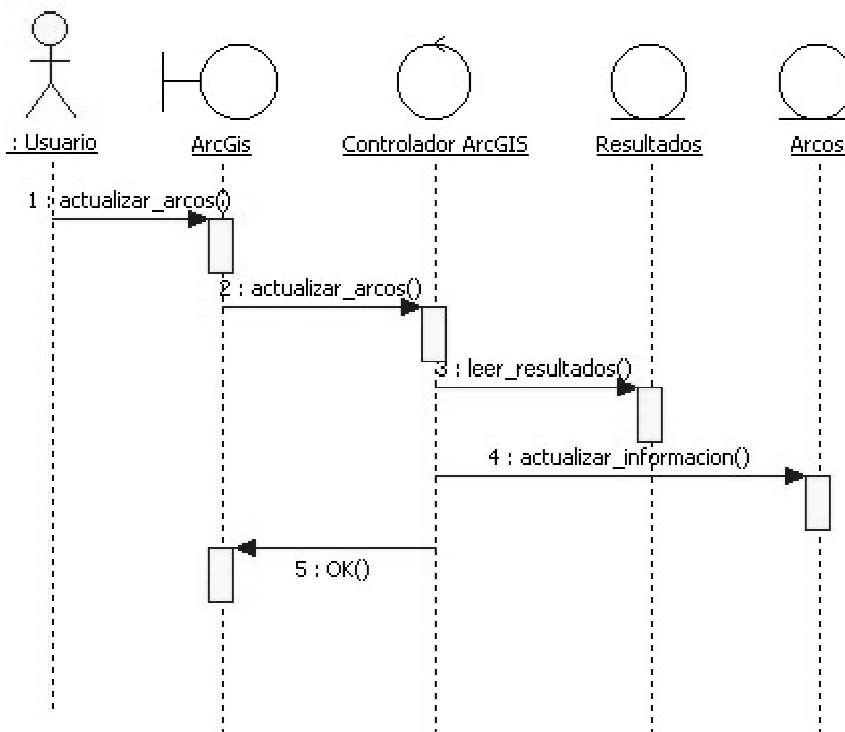 : Usuario
ArcGis
Controlador ArcGIS
Resultados
Arcos
1 : actualizar_arcos()
2 : actualizar_arcos()
3 : leer_resultados()
4 : actualizar_informacion()
5 : OK()